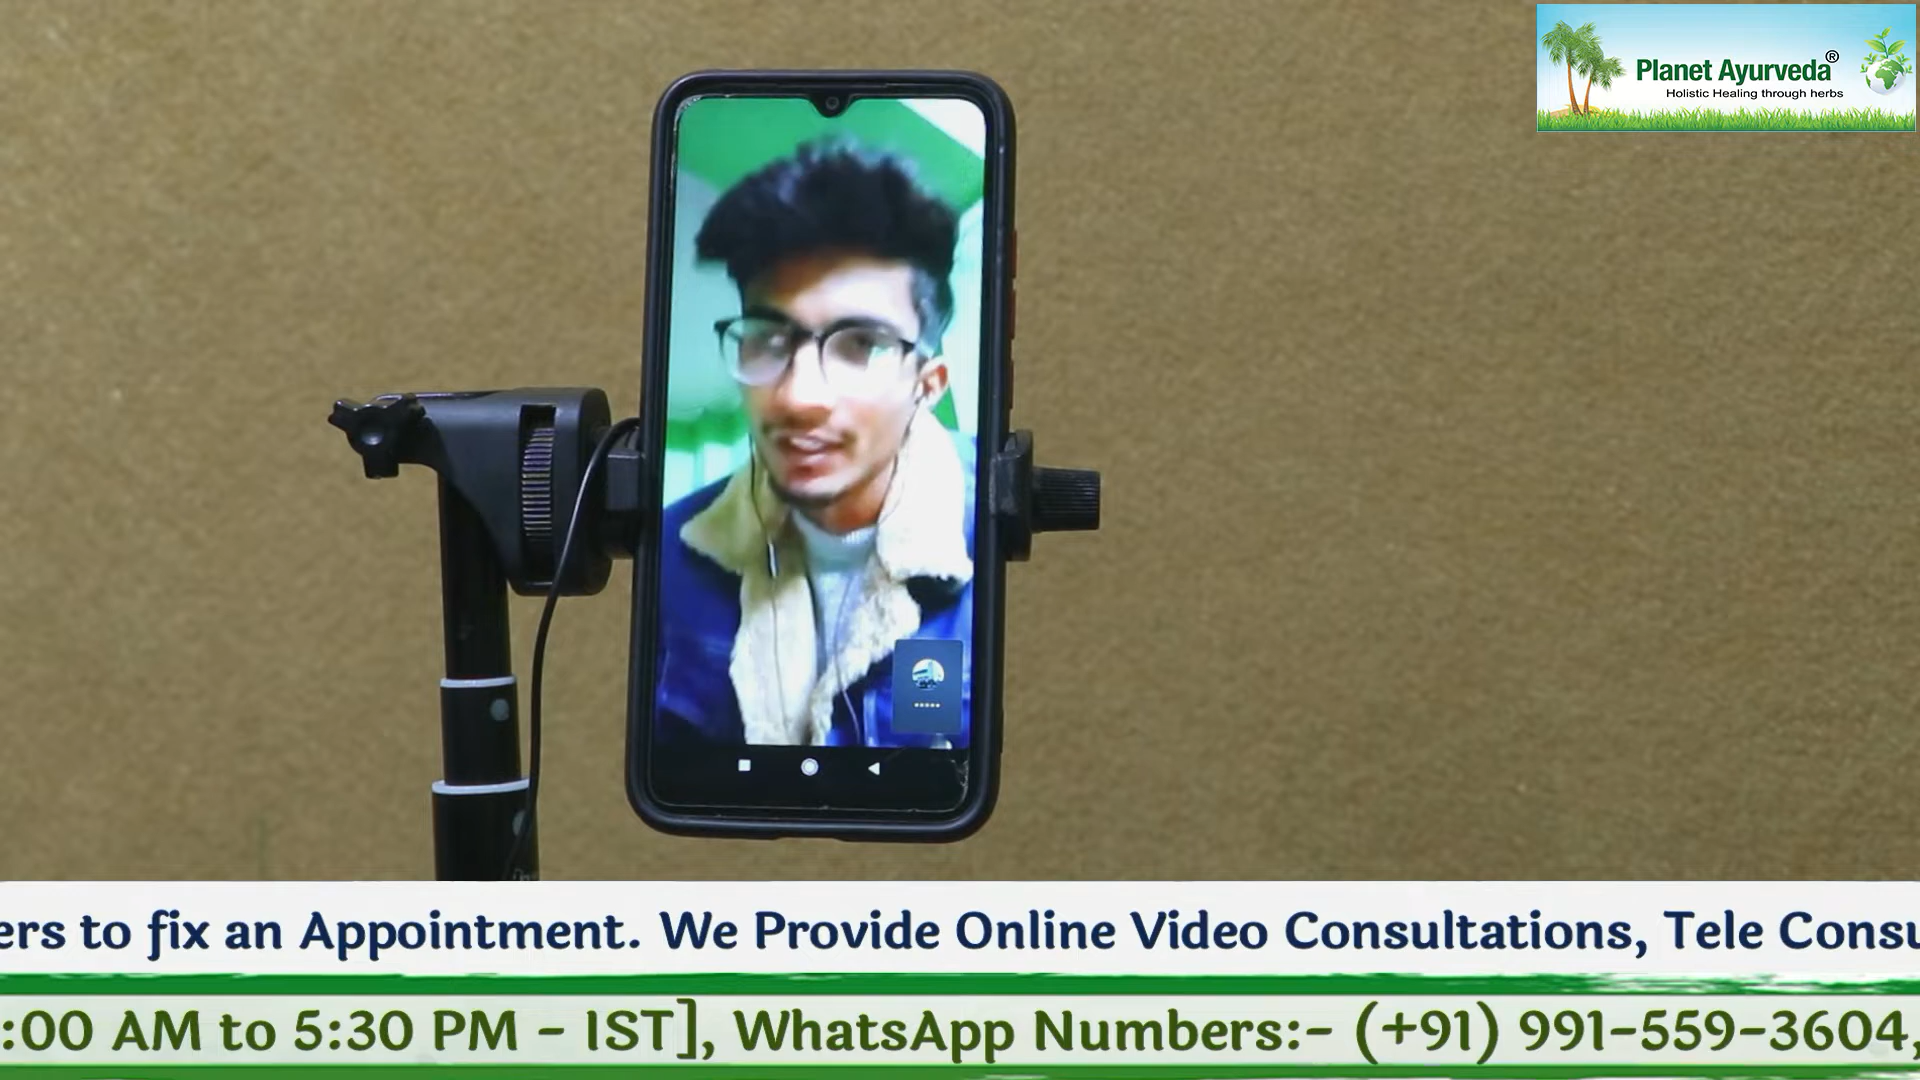 Planet Ayurveda®
Holistic Healing through herbs
ers to fix an Appointment. We Provide Online Video Consultations, Tele Consu
:00 AM to 5:30 PM - IST], WhatsApp Numbers:- (+91) 991-559-3604,